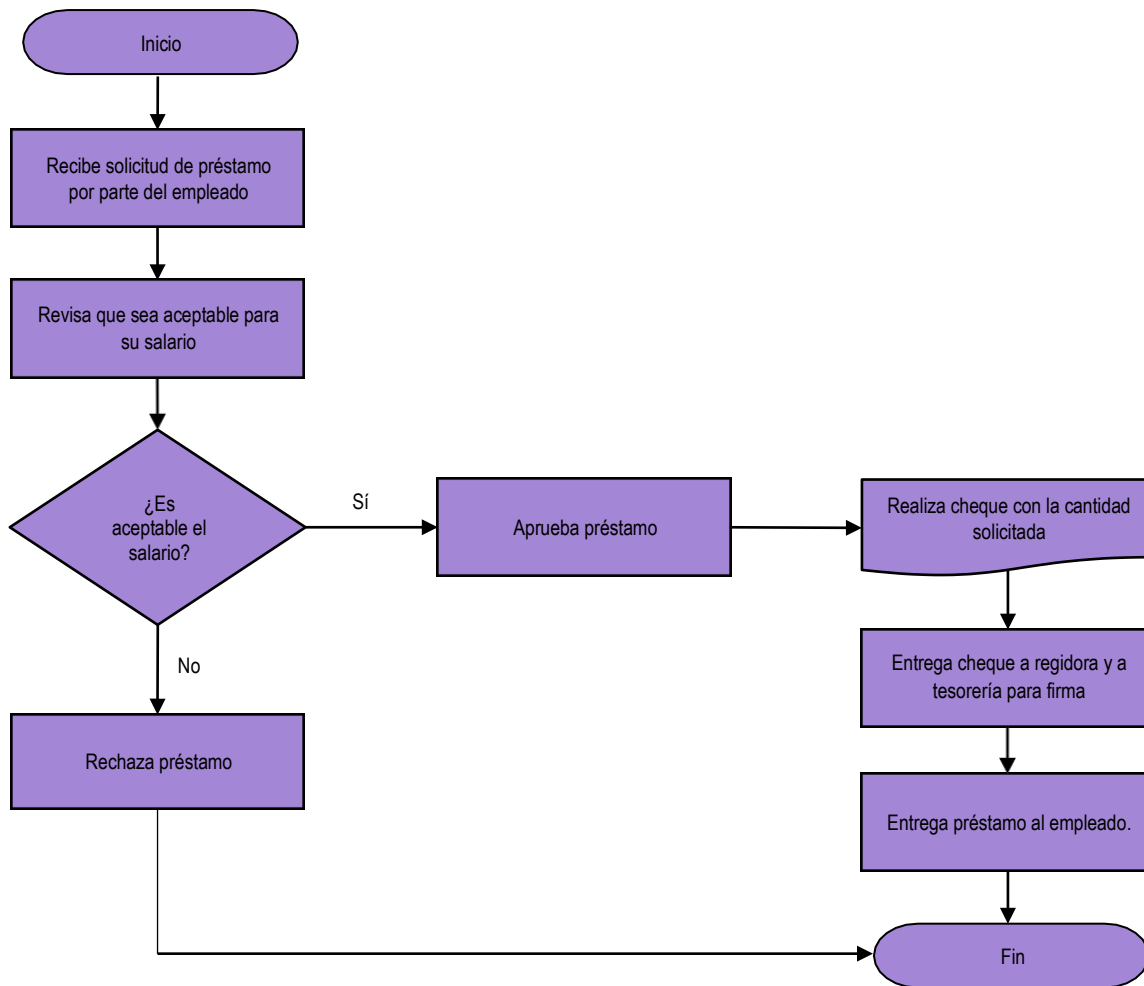 Inicio
Recibe solicitud de préstamo
por parte del empleado
Revisa que sea aceptable para
su salario
¿Es
aceptable el
salario?
Sí
Aprueba préstamo
Realiza cheque con la cantidad
solicitada
No
Entrega cheque a regidora y a
tesorería para firma
Rechaza préstamo
Entrega préstamo al empleado.
Fin